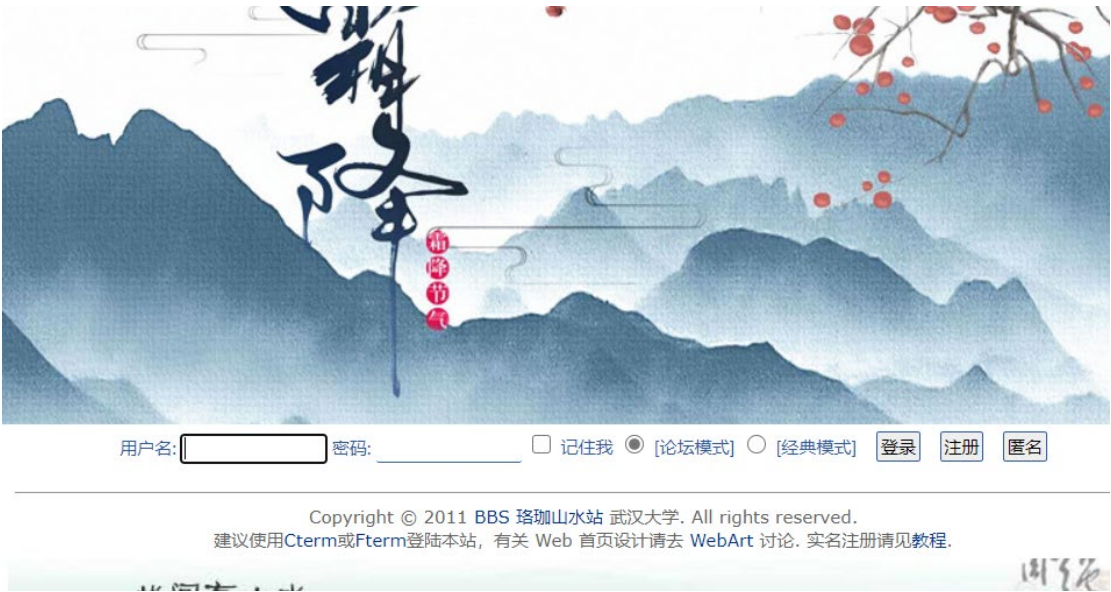 霜降
霜降节气
用户名: 密码: 记住我 [论坛模式] [经典模式] 登录 注册 匿名
Copyright © 2011 BBS 珞珈山水站 武汉大学. All rights reserved.
建议使用Cterm或Fterm登陆本站, 有关 Web 首页设计请去 WebArt 讨论. 实名注册请见教程.